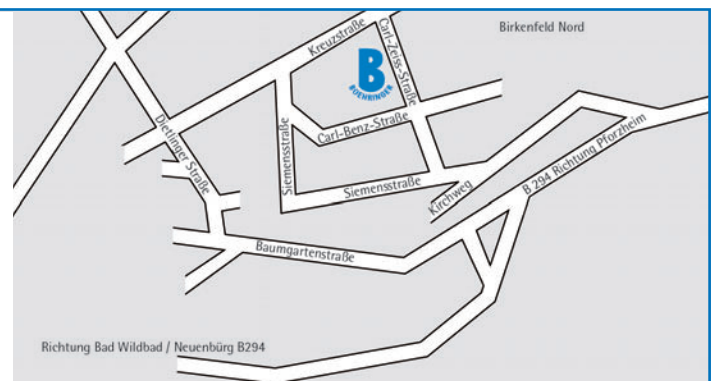 Birkenfeld Nord
Kreuzstraße
Carl-Zeiss-Straße
B
BOEHRINGER
Dietlinger Straße
Carl-Benz-Straße
Siemensstraße
Siemensstraße
Kirchweg
B 294 Richtung Pforzheim
Baumgartenstraße
Richtung Bad Wildbad / Neuenbürg B294